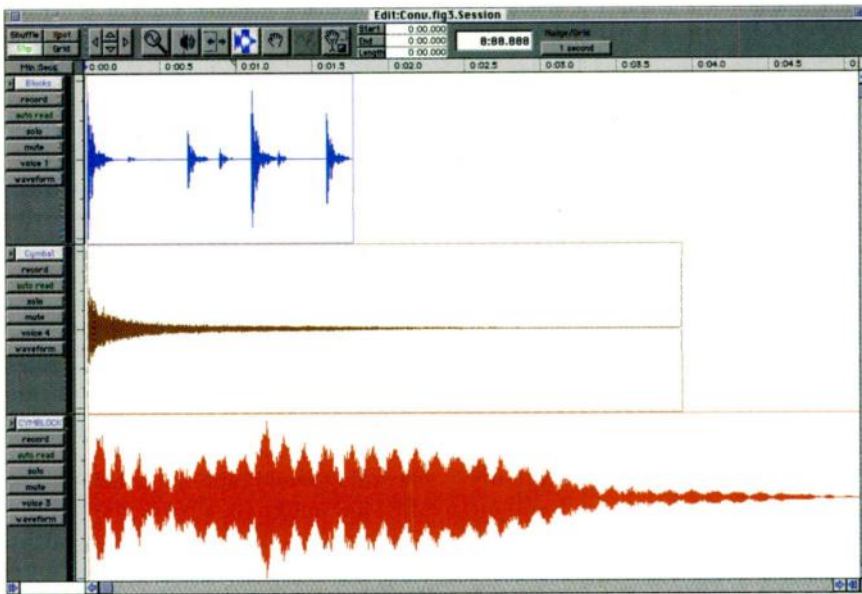 Edit:Conv.fig3.Session
Shuffle Spot
Slip Grid
Start 0:00.000
End 0:00.000
Length 0:00.000
0:00.000
Nudge/Grid
1 second
Min:Secs
0:00.0 0:00.5 0:01.0 0:01.5 0:02.0 0:02.5 0:03.0 0:03.5 0:04.0 0:04.5
Blocks
record
auto read
solo
mute
voice 1
waveform
Cymbal
record
auto read
solo
mute
voice 4
waveform
CYMBLOCK
record
auto read
solo
mute
voice 3
waveform